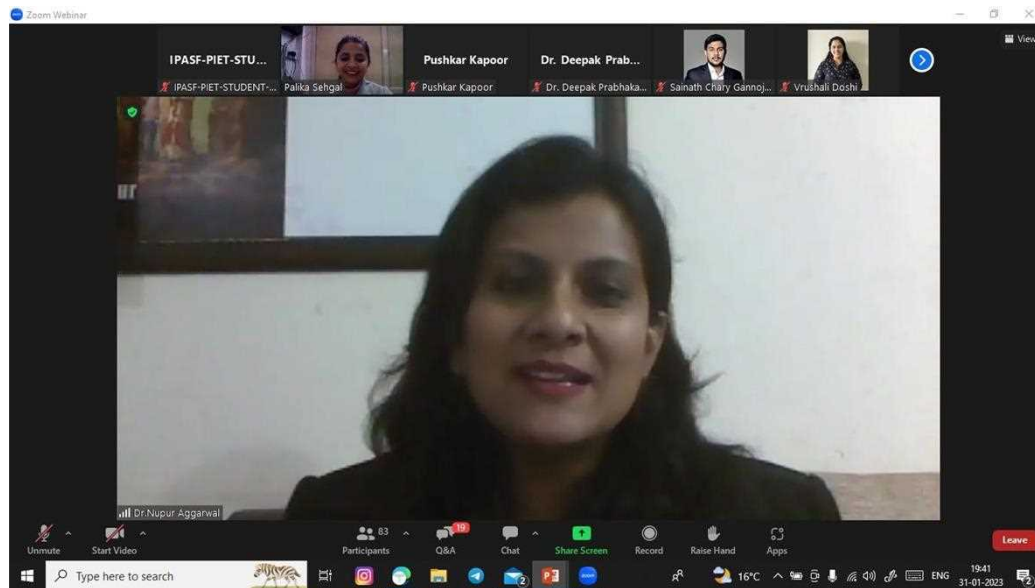 Zoom Webinar
View
IPASF-PIET-STU...
Pushkar Kapoor
Dr. Deepak Prab...
IPASF-PIET-STUDENT-...
Palika Sehgal
Pushkar Kapoor
Dr. Deepak Prabhaka...
Sainath Chary Gannoj...
Vrushali Doshi
Dr.Nupur Aggarwal
83
19
Unmute
Start Video
Participants
Q&A
Chat
Share Screen
Record
Raise Hand
Apps
Leave
Type here to search
2
16°C
ENG
19:41
31-01-2023
2